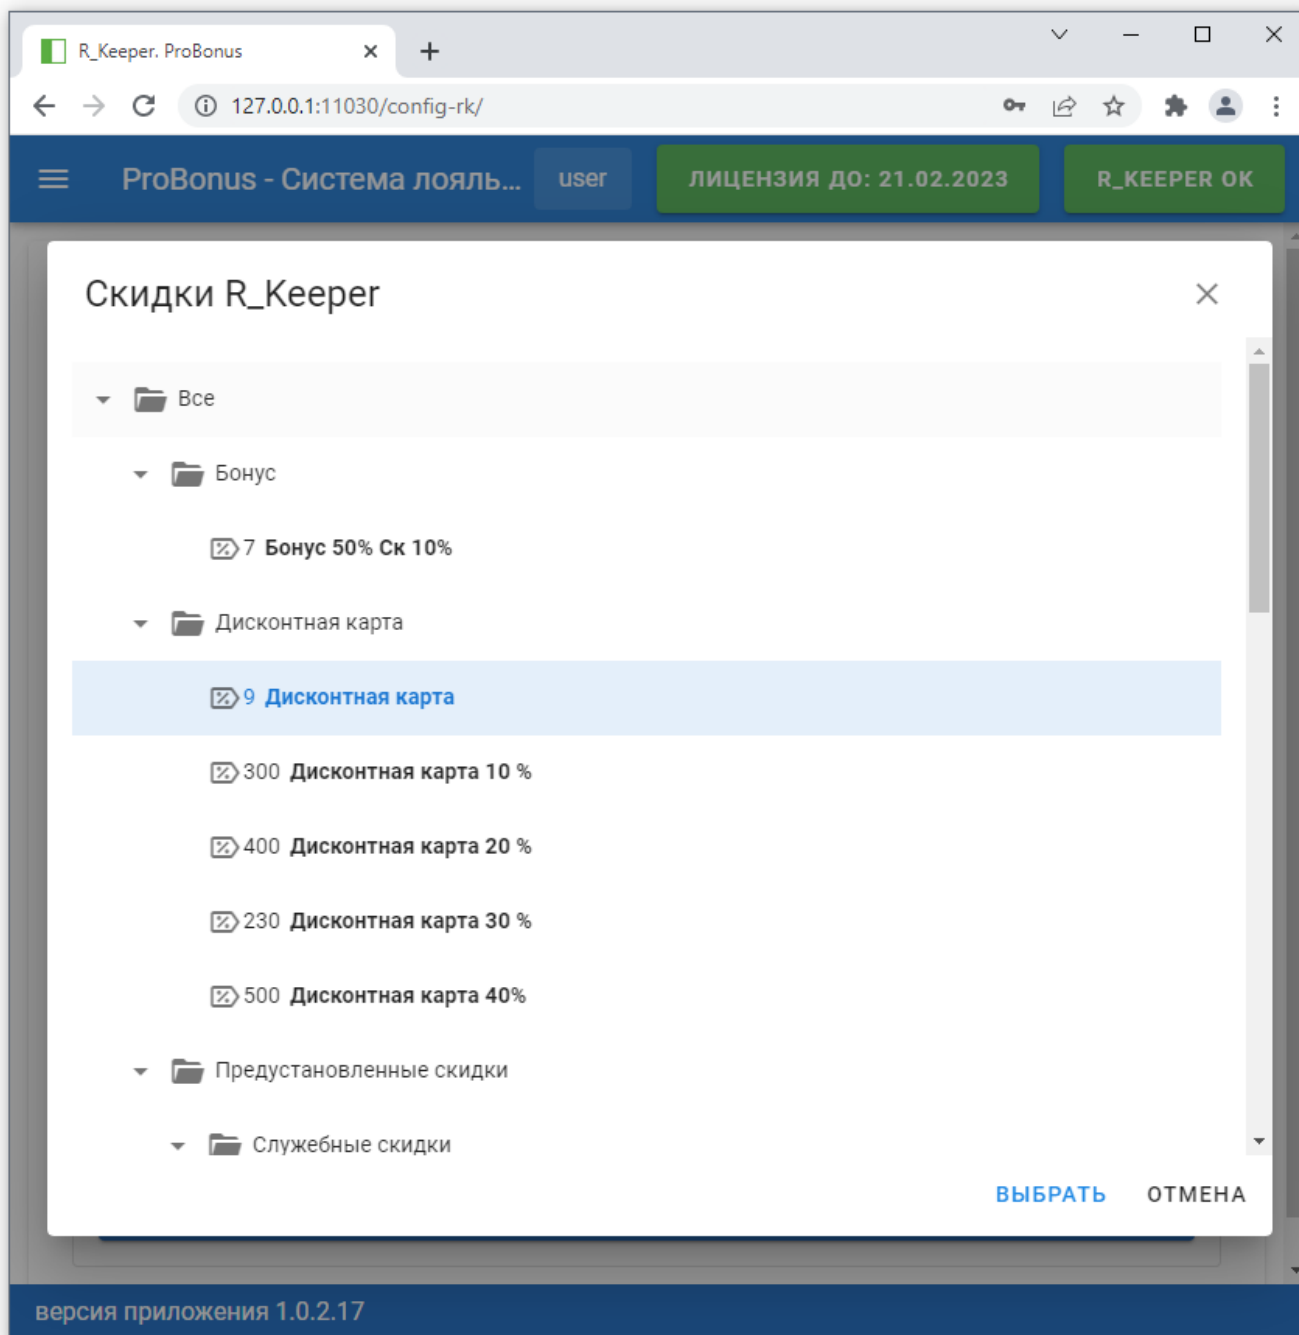 R_Keeper. ProBonus
127.0.0.1:11030/config-rk/
ProBonus - Система лояль... user ЛИЦЕНЗИЯ ДО: 21.02.2023 R_KEEPER OK
Скидки R_Keeper
Все
Бонус
7 Бонус 50% Ск 10%
Дисконтная карта
9 Дисконтная карта
300 Дисконтная карта 10 %
400 Дисконтная карта 20 %
230 Дисконтная карта 30 %
500 Дисконтная карта 40%
Предустановленные скидки
Служебные скидки
ВЫБРАТЬ ОТМЕНА
версия приложения 1.0.2.17